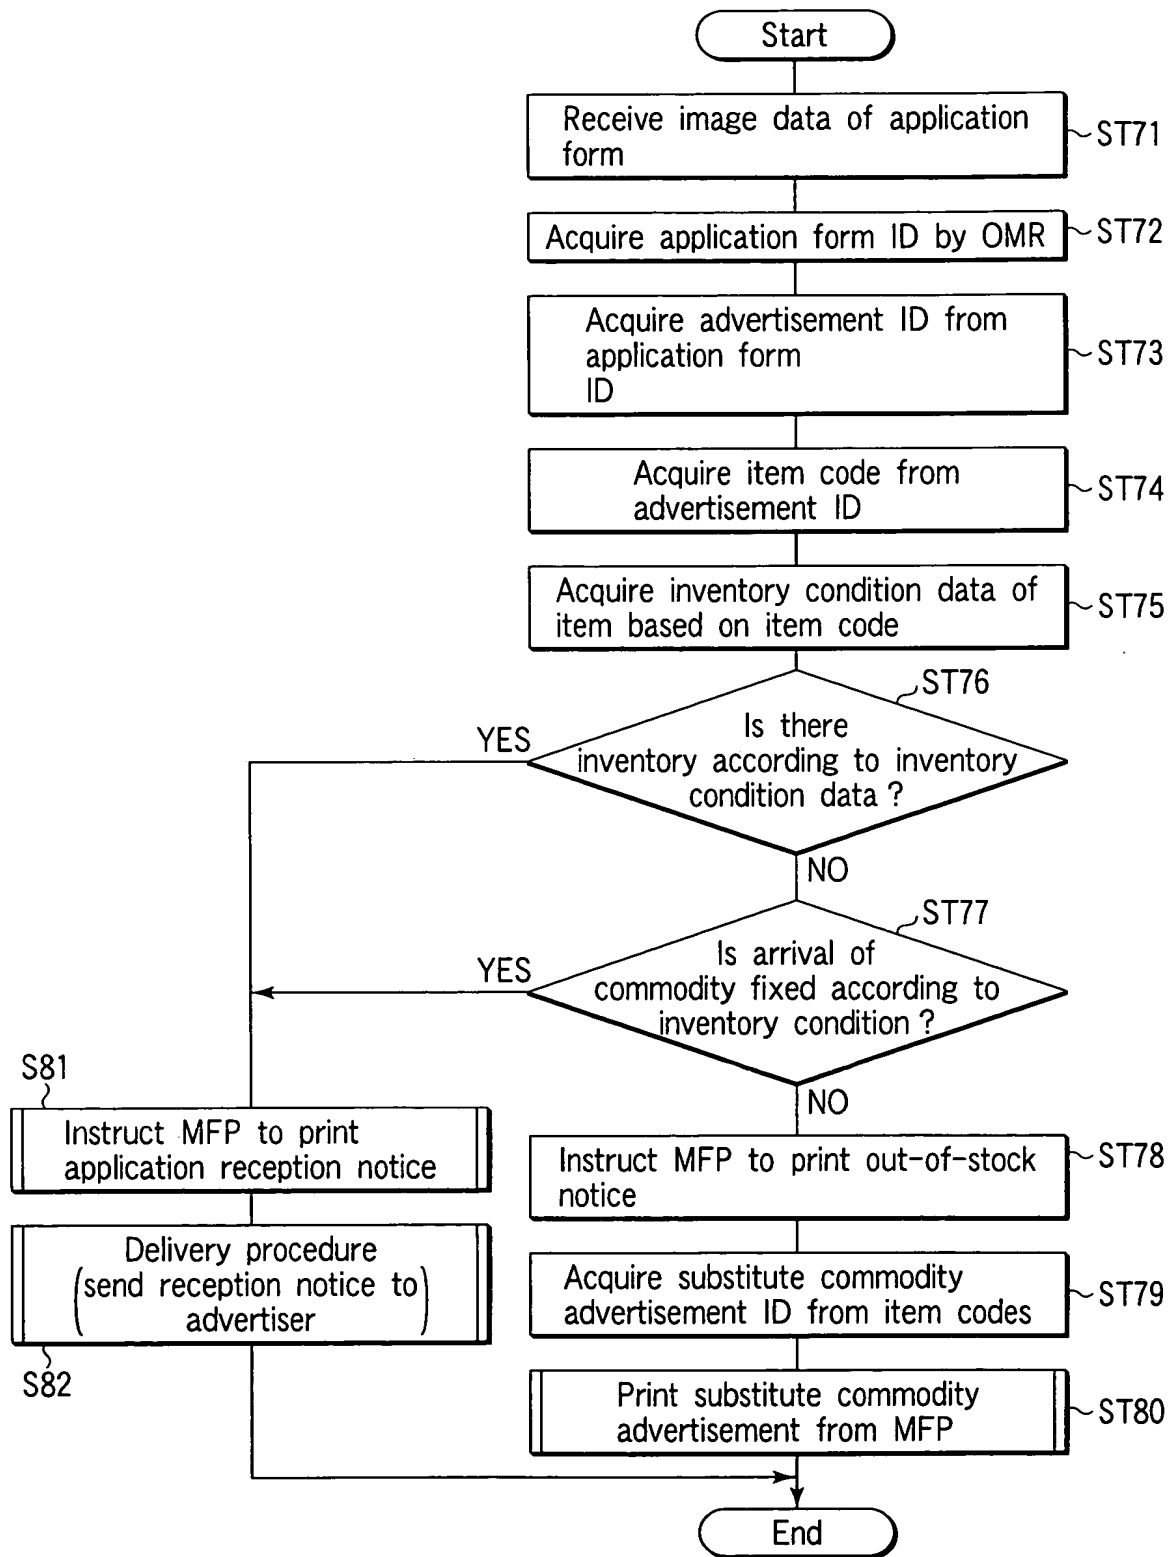 Start
Receive image data of application
form
ST71
Acquire application form ID by OMR
ST72
Acquire advertisement ID from
application form
ID
ST73
Acquire item code from
advertisement ID
ST74
Acquire inventory condition data of
item based on item code
ST75
ST76
Is there
inventory according to inventory
condition data ?
YES
NO
ST77
Is arrival of
commodity fixed according to
inventory condition ?
YES
NO
S81
Instruct MFP to print
application reception notice
Delivery procedure
(send reception notice to
advertiser)
S82
Instruct MFP to print out-of-stock
notice
ST78
Acquire substitute commodity
advertisement ID from item codes
ST79
Print substitute commodity
advertisement from MFP
ST80
End